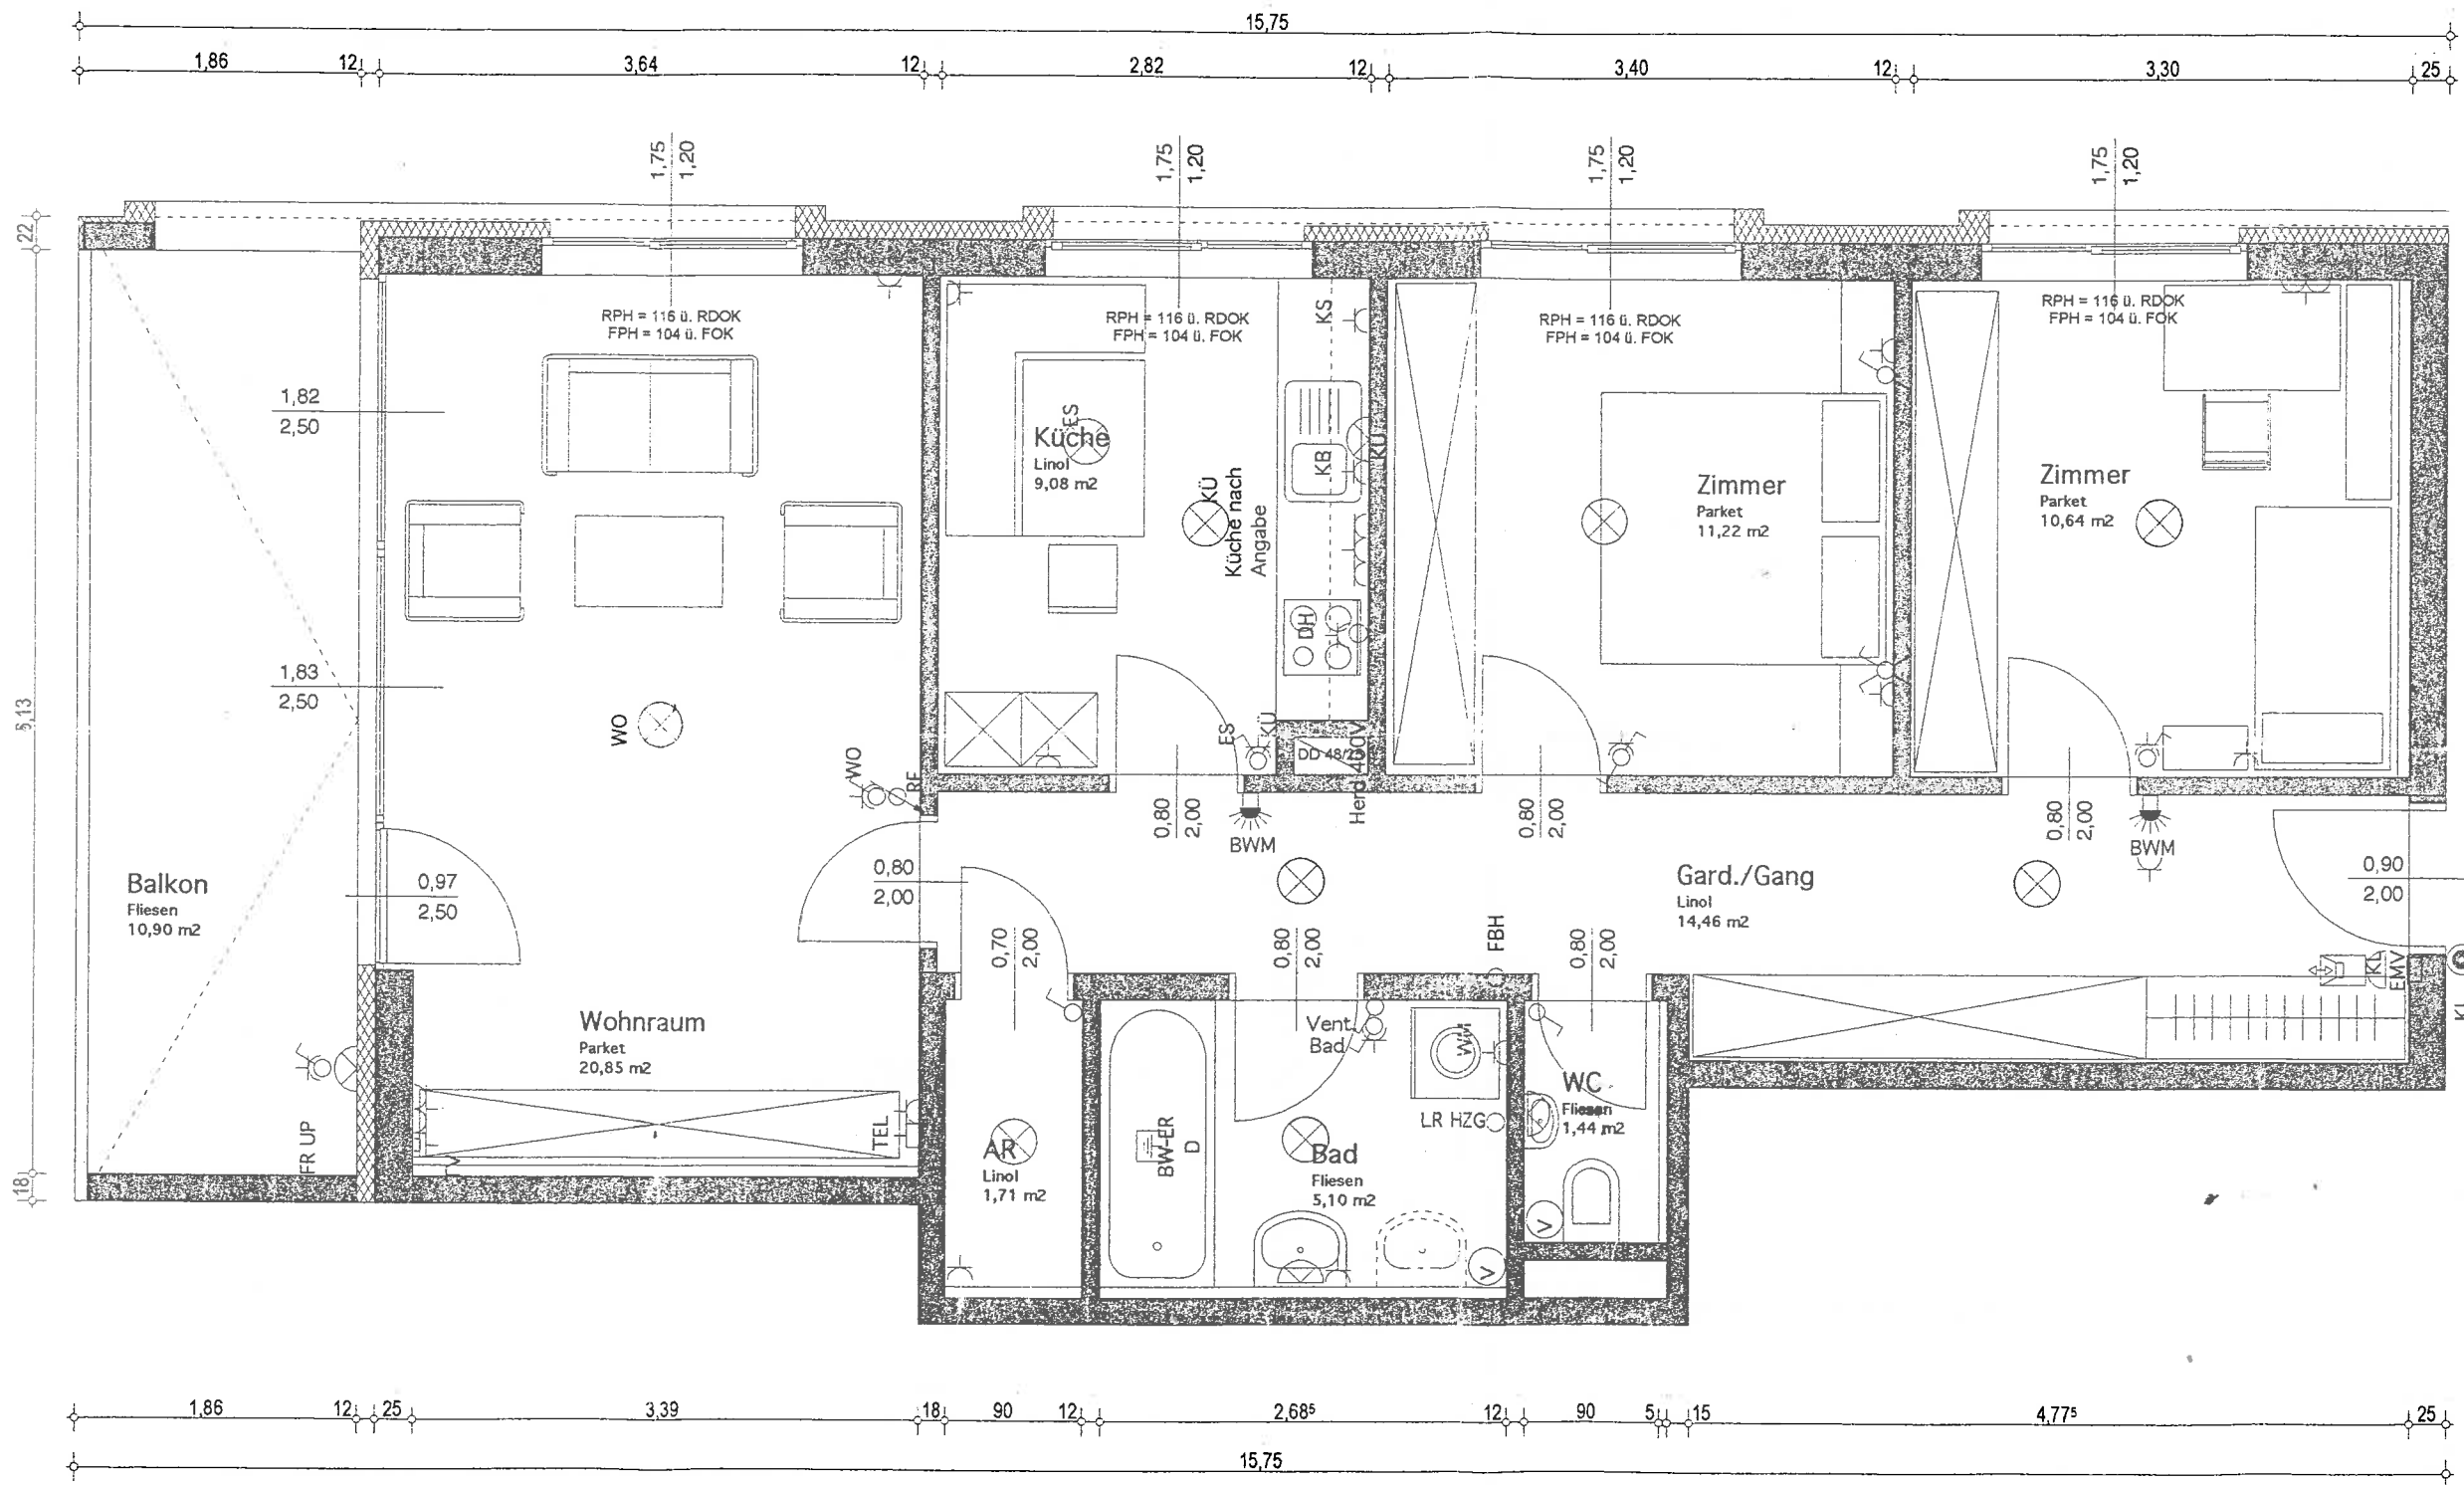 15,75
1,86 12 3,64 12 2,82 12 3,40 12 3,30 25
1,75 1,20
1,75 1,20
1,75 1,20
1,75 1,20
22
RPH = 116 ü. RDOK
FPH = 104 ü. FOK
RPH = 116 ü. RDOK
FPH = 104 ü. FOK
RPH = 116 ü. RDOK
FPH = 104 ü. FOK
RPH = 116 ü. RDOK
FPH = 104 ü. FOK
KS
1,82
2,50
ES
Küche
Linol
9,08 m2
KÜ
Küche nach
Angabe
KB
KÜ
DH
Zimmer
Parket
11,22 m2
Zimmer
Parket
10,64 m2
1,83
2,50
WO
WO
RF
ES
KÜ
Herd 400V
0,80
2,00
BWM
0,80
2,00
0,80
2,00
BWM
Balkon
Fliesen
10,90 m2
0,97
2,50
0,80
2,00
Gard./Gang
Linol
14,46 m2
0,90
2,00
0,70
2,00
0,80
2,00
FBH
0,80
2,00
KL
EMV
KL
Wohnraum
Parket
20,85 m2
Vent.
Bad
WM
WC
Fliesen
1,44 m2
LR HZG
FR UP
TEL
AR
Linol
1,71 m2
BW-ER
D
Bad
Fliesen
5,10 m2
V
V
18
1,86 12 25 3,39 18 90 12 2,68⁵ 12 90 5 15 4,77⁵ 25
15,75